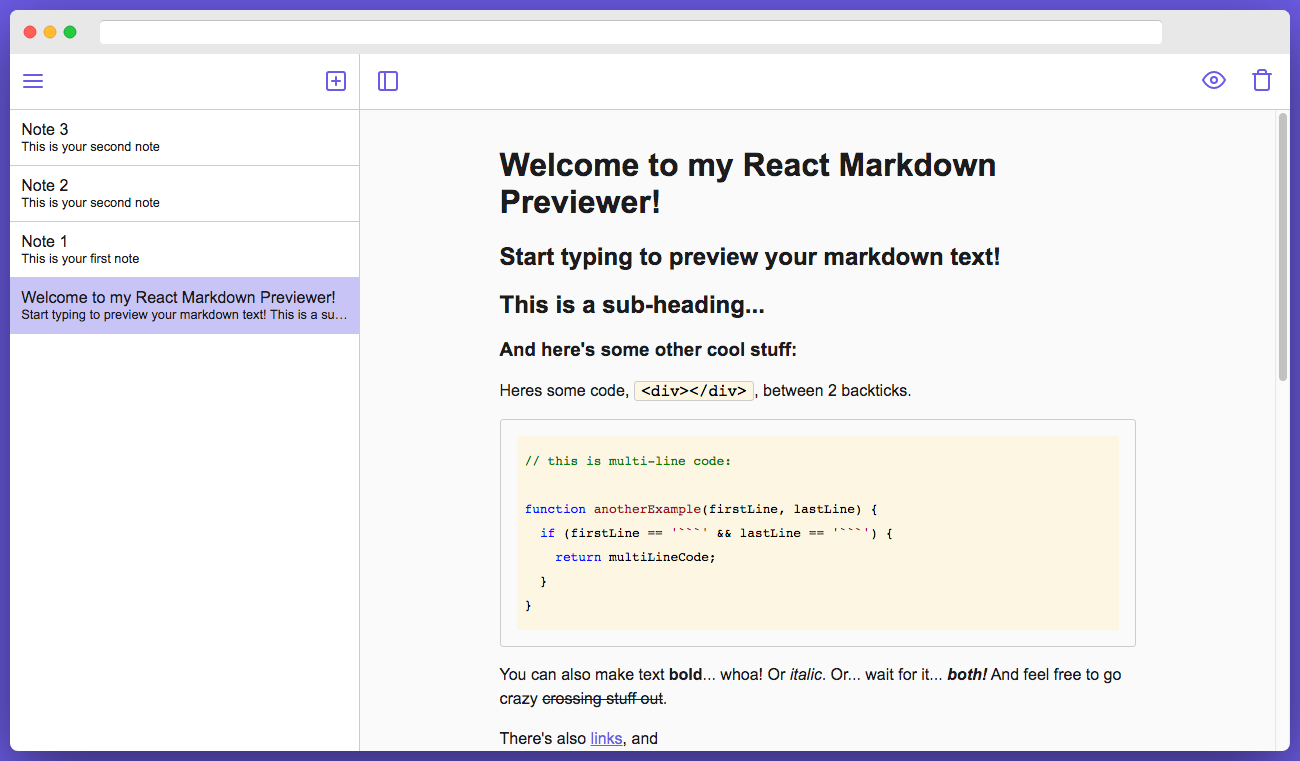 Note 3
This is your second note
Note 2
This is your second note
Note 1
This is your first note
Welcome to my React Markdown Previewer!
Start typing to preview your markdown text! This is a su…
Welcome to my React Markdown
Previewer!
Start typing to preview your markdown text!
This is a sub-heading...
And here's some other cool stuff:
Heres some code, <div></div>, between 2 backticks.
// this is multi-line code:
function anotherExample(firstLine, lastLine) {
  if (firstLine == '```' && lastLine == '```') {
    return multiLineCode;
  }
}
You can also make text bold... whoa! Or italic. Or... wait for it... both! And feel free to go
crazy crossing stuff out.
There's also links, and